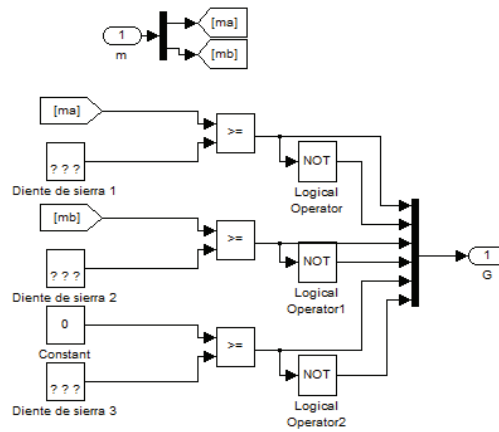 1
m
[ma]
[mb]
[ma]
>=
? ? ?
NOT
Diente de sierra 1
Logical
Operator
[mb]
>=
? ? ?
NOT
1
G
Diente de sierra 2
Logical
Operator1
0
Constant
>=
? ? ?
NOT
Diente de sierra 3
Logical
Operator2